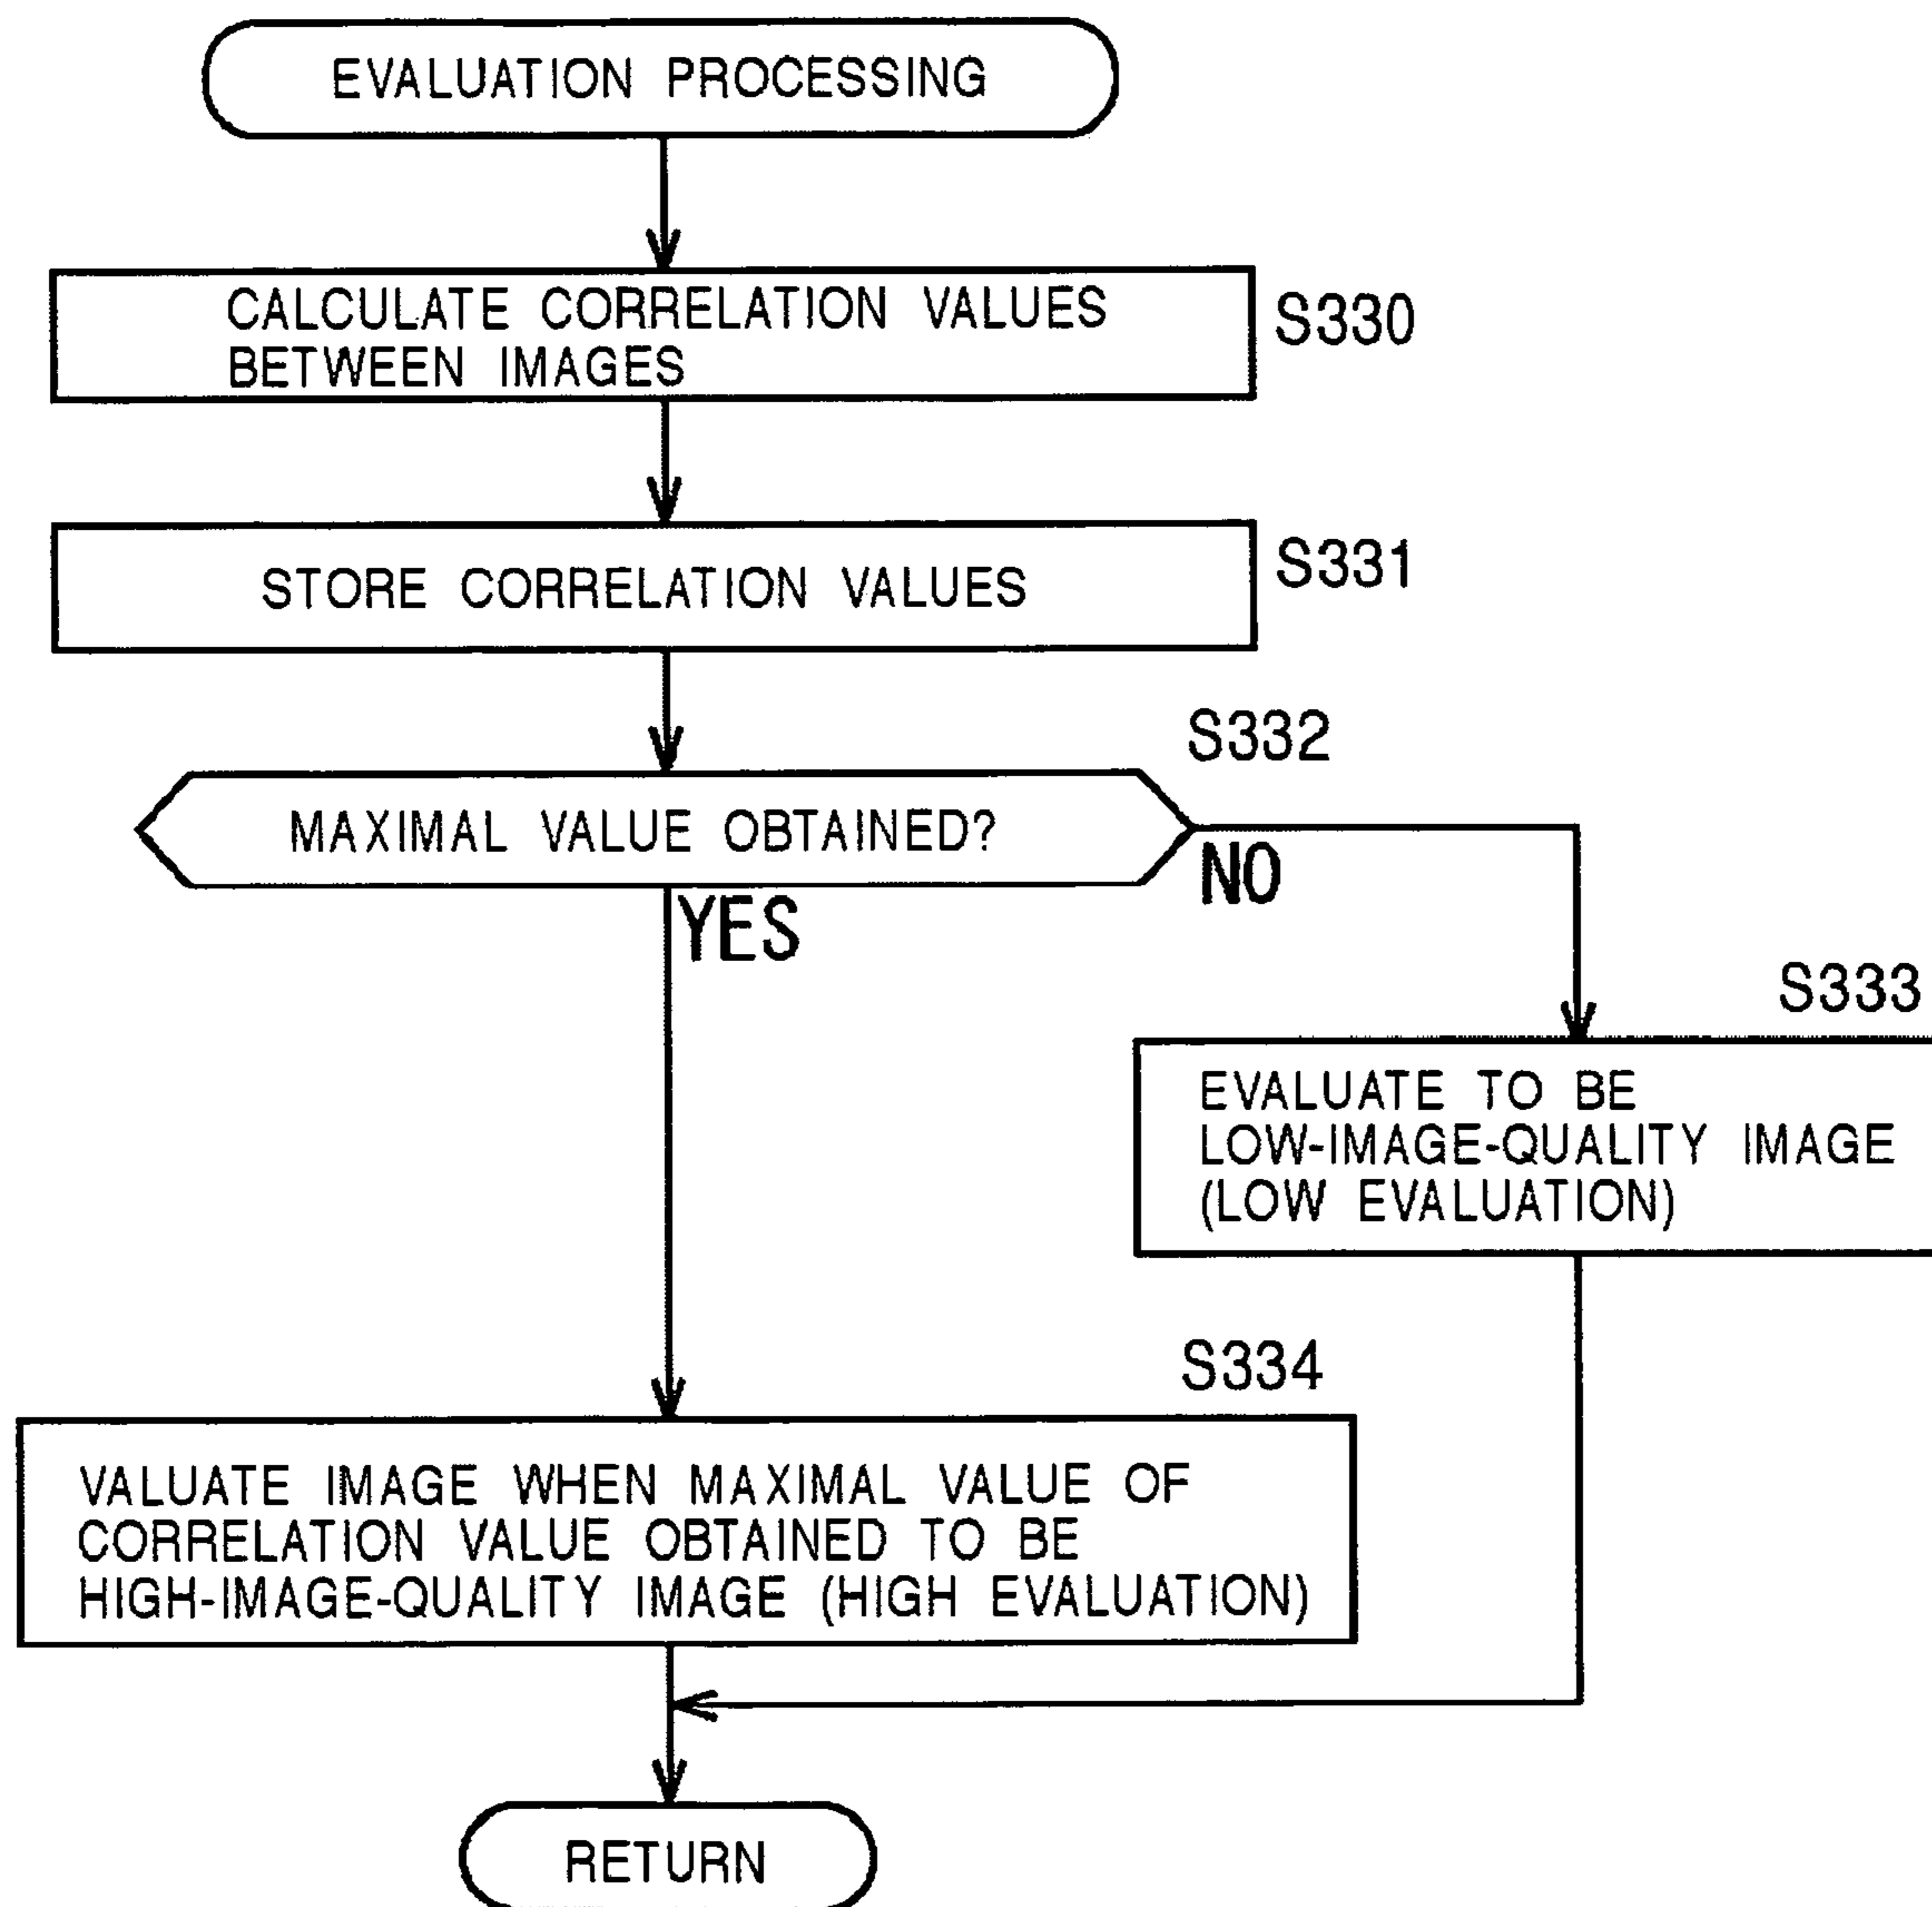 EVALUATION PROCESSING
CALCULATE CORRELATION VALUES
BETWEEN IMAGES
S330
STORE CORRELATION VALUES
S331
S332
MAXIMAL VALUE OBTAINED?
NO
YES
S333
EVALUATE TO BE
LOW-IMAGE-QUALITY IMAGE
(LOW EVALUATION)
S334
VALUATE IMAGE WHEN MAXIMAL VALUE OF
CORRELATION VALUE OBTAINED TO BE
HIGH-IMAGE-QUALITY IMAGE (HIGH EVALUATION)
RETURN